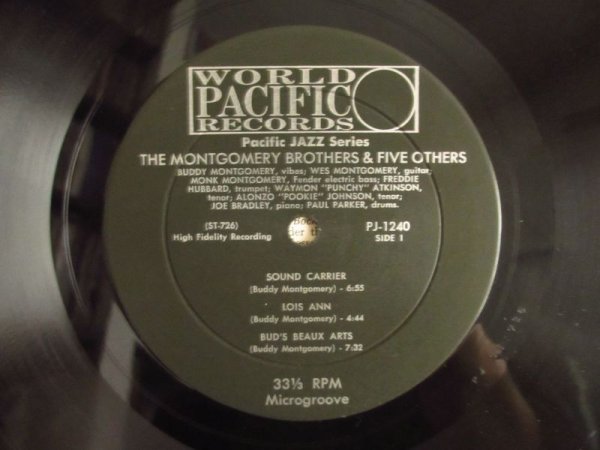 WORLD
PACIFIC
RECORDS
Pacific JAZZ Series
THE MONTGOMERY BROTHERS & FIVE OTHERS
BUDDY MONTGOMERY, vibes; WES MONTGOMERY, guitar;
MONK MONTGOMERY, Fender electric bass; FREDDIE
HUBBARD, trumpet; WAYMON "PUNCHY" ATKINSON,
tenor; ALONZO "POOKIE" JOHNSON, tenor;
JOE BRADLEY, piano; PAUL PARKER, drums.
(ST-726) PJ-1240
High Fidelity Recording SIDE 1
SOUND CARRIER
(Buddy Montgomery) - 6:55
LOIS ANN
(Buddy Montgomery) - 4:44
BUD'S BEAUX ARTS
(Buddy Montgomery) - 7:32
33⅓ RPM
Microgroove